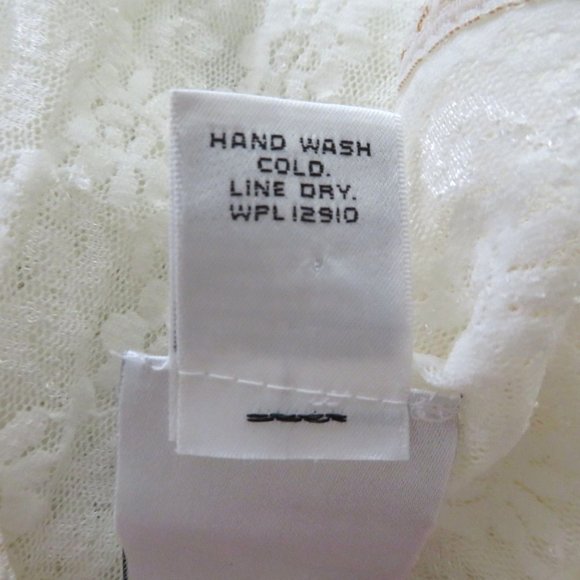 HAND WASH
COLD.
LINE DRY.
WPL12910